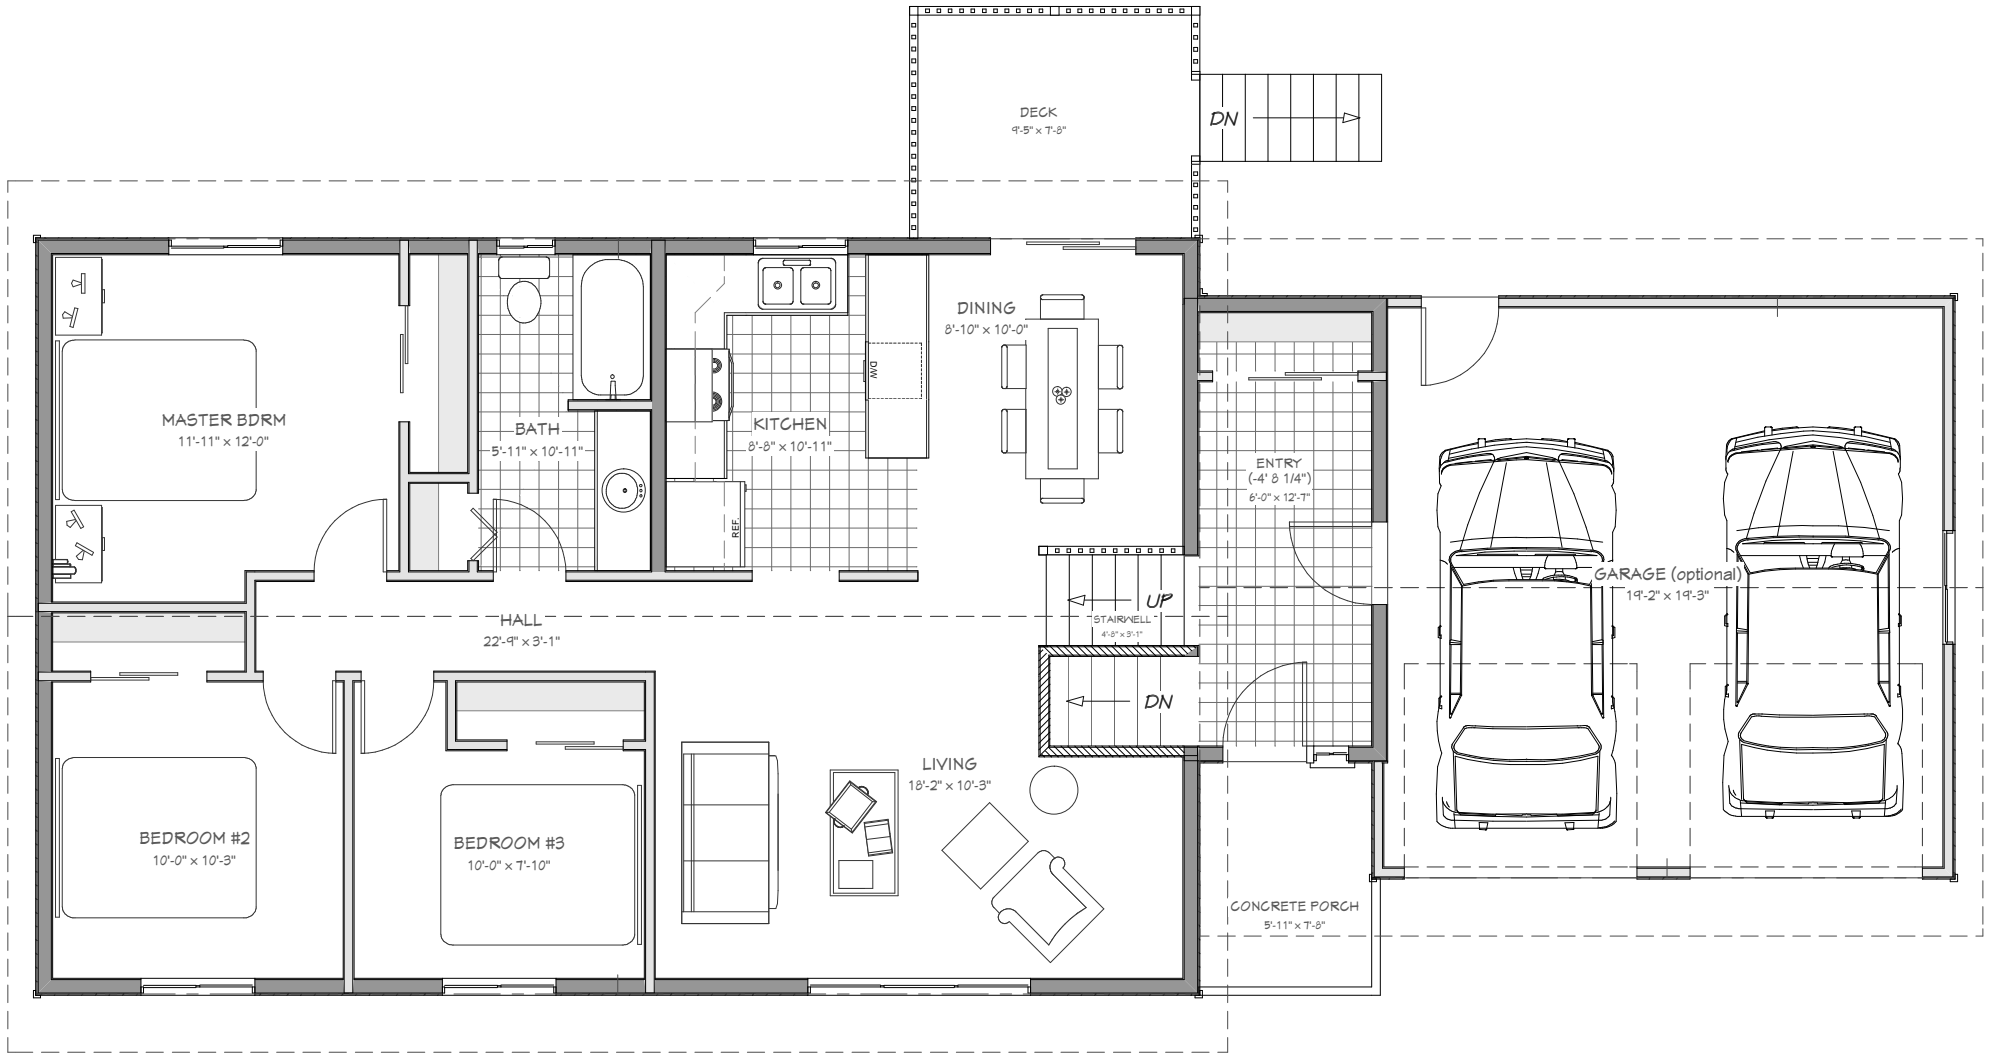 DECK
9'-5" x 7'-8"
DN
DINING
8'-10" x 10'-0"
D/W
MASTER BDRM
11'-11" x 12'-0"
BATH
5'-11" x 10'-11"
KITCHEN
8'-8" x 10'-11"
REF.
ENTRY
(-4' 8 1/4")
6'-0" x 12'-7"
GARAGE (optional)
19'-2" x 19'-3"
UP
STAIRWELL
4'-8" x 3'-1"
HALL
22'-9" x 3'-1"
DN
LIVING
18'-2" x 10'-3"
BEDROOM #2
10'-0" x 10'-3"
BEDROOM #3
10'-0" x 7'-10"
CONCRETE PORCH
5'-11" x 7'-8"